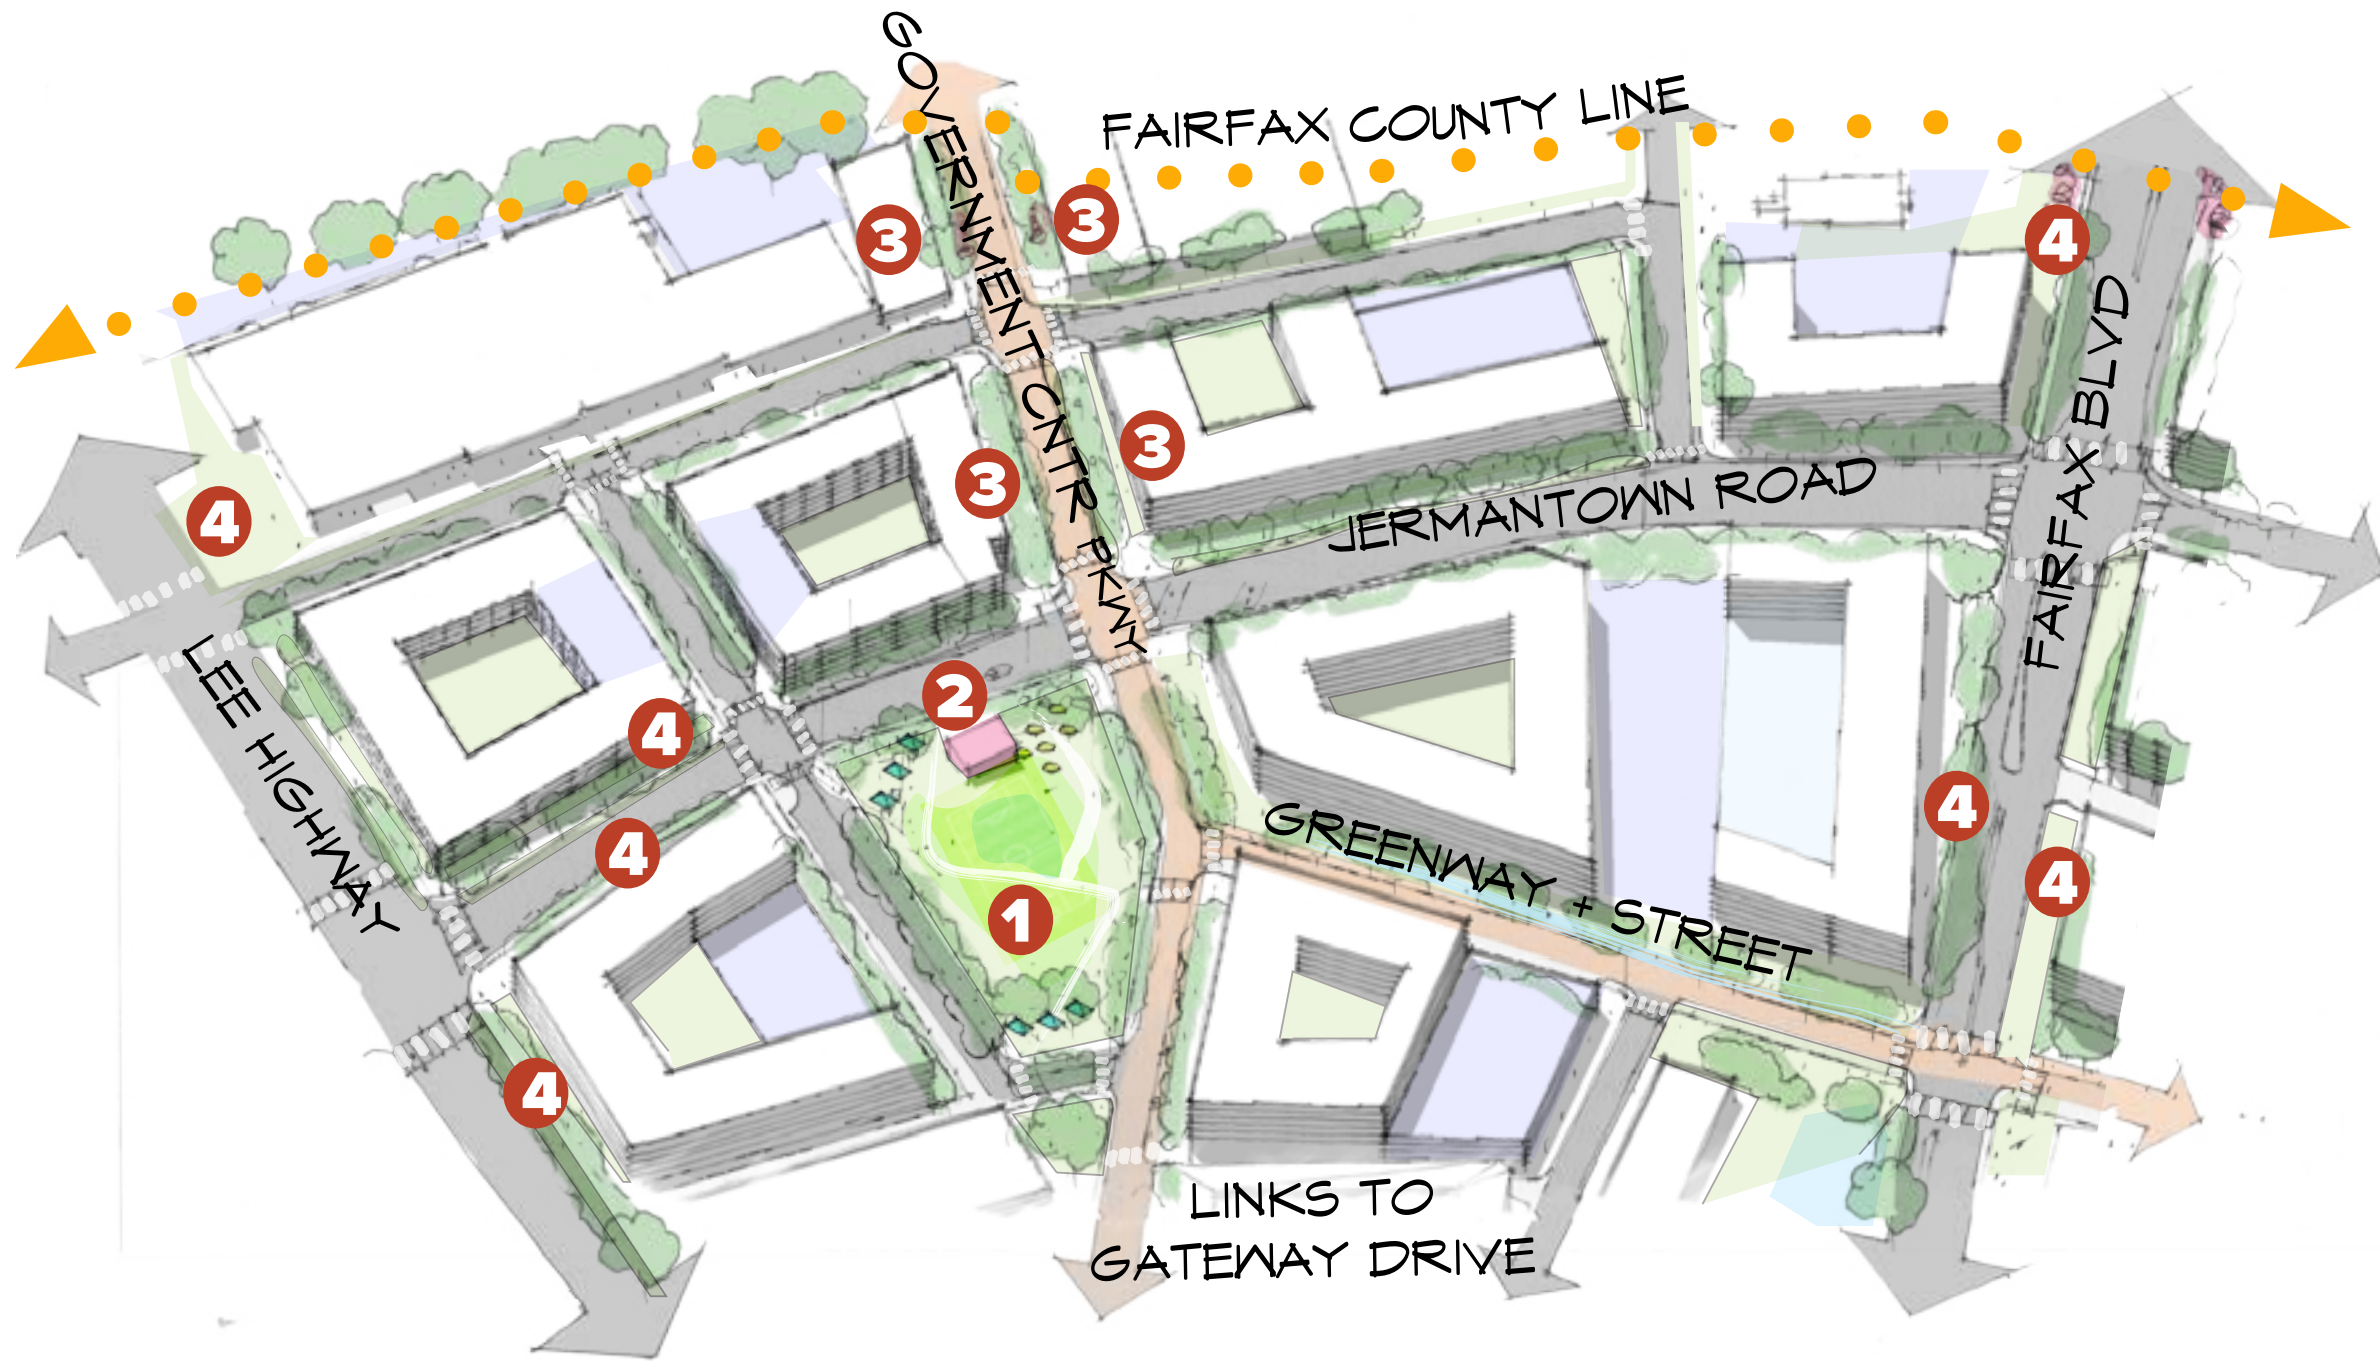 GOVERNMENT CNTR PKWY
FAIRFAX COUNTY LINE
3
3
4
FAIRFAX BLVD
3
3
4
JERMANTOWN ROAD
LEE HIGHWAY
2
4
4
4
GREENWAY + STREET
4
1
4
LINKS TO
GATEWAY DRIVE